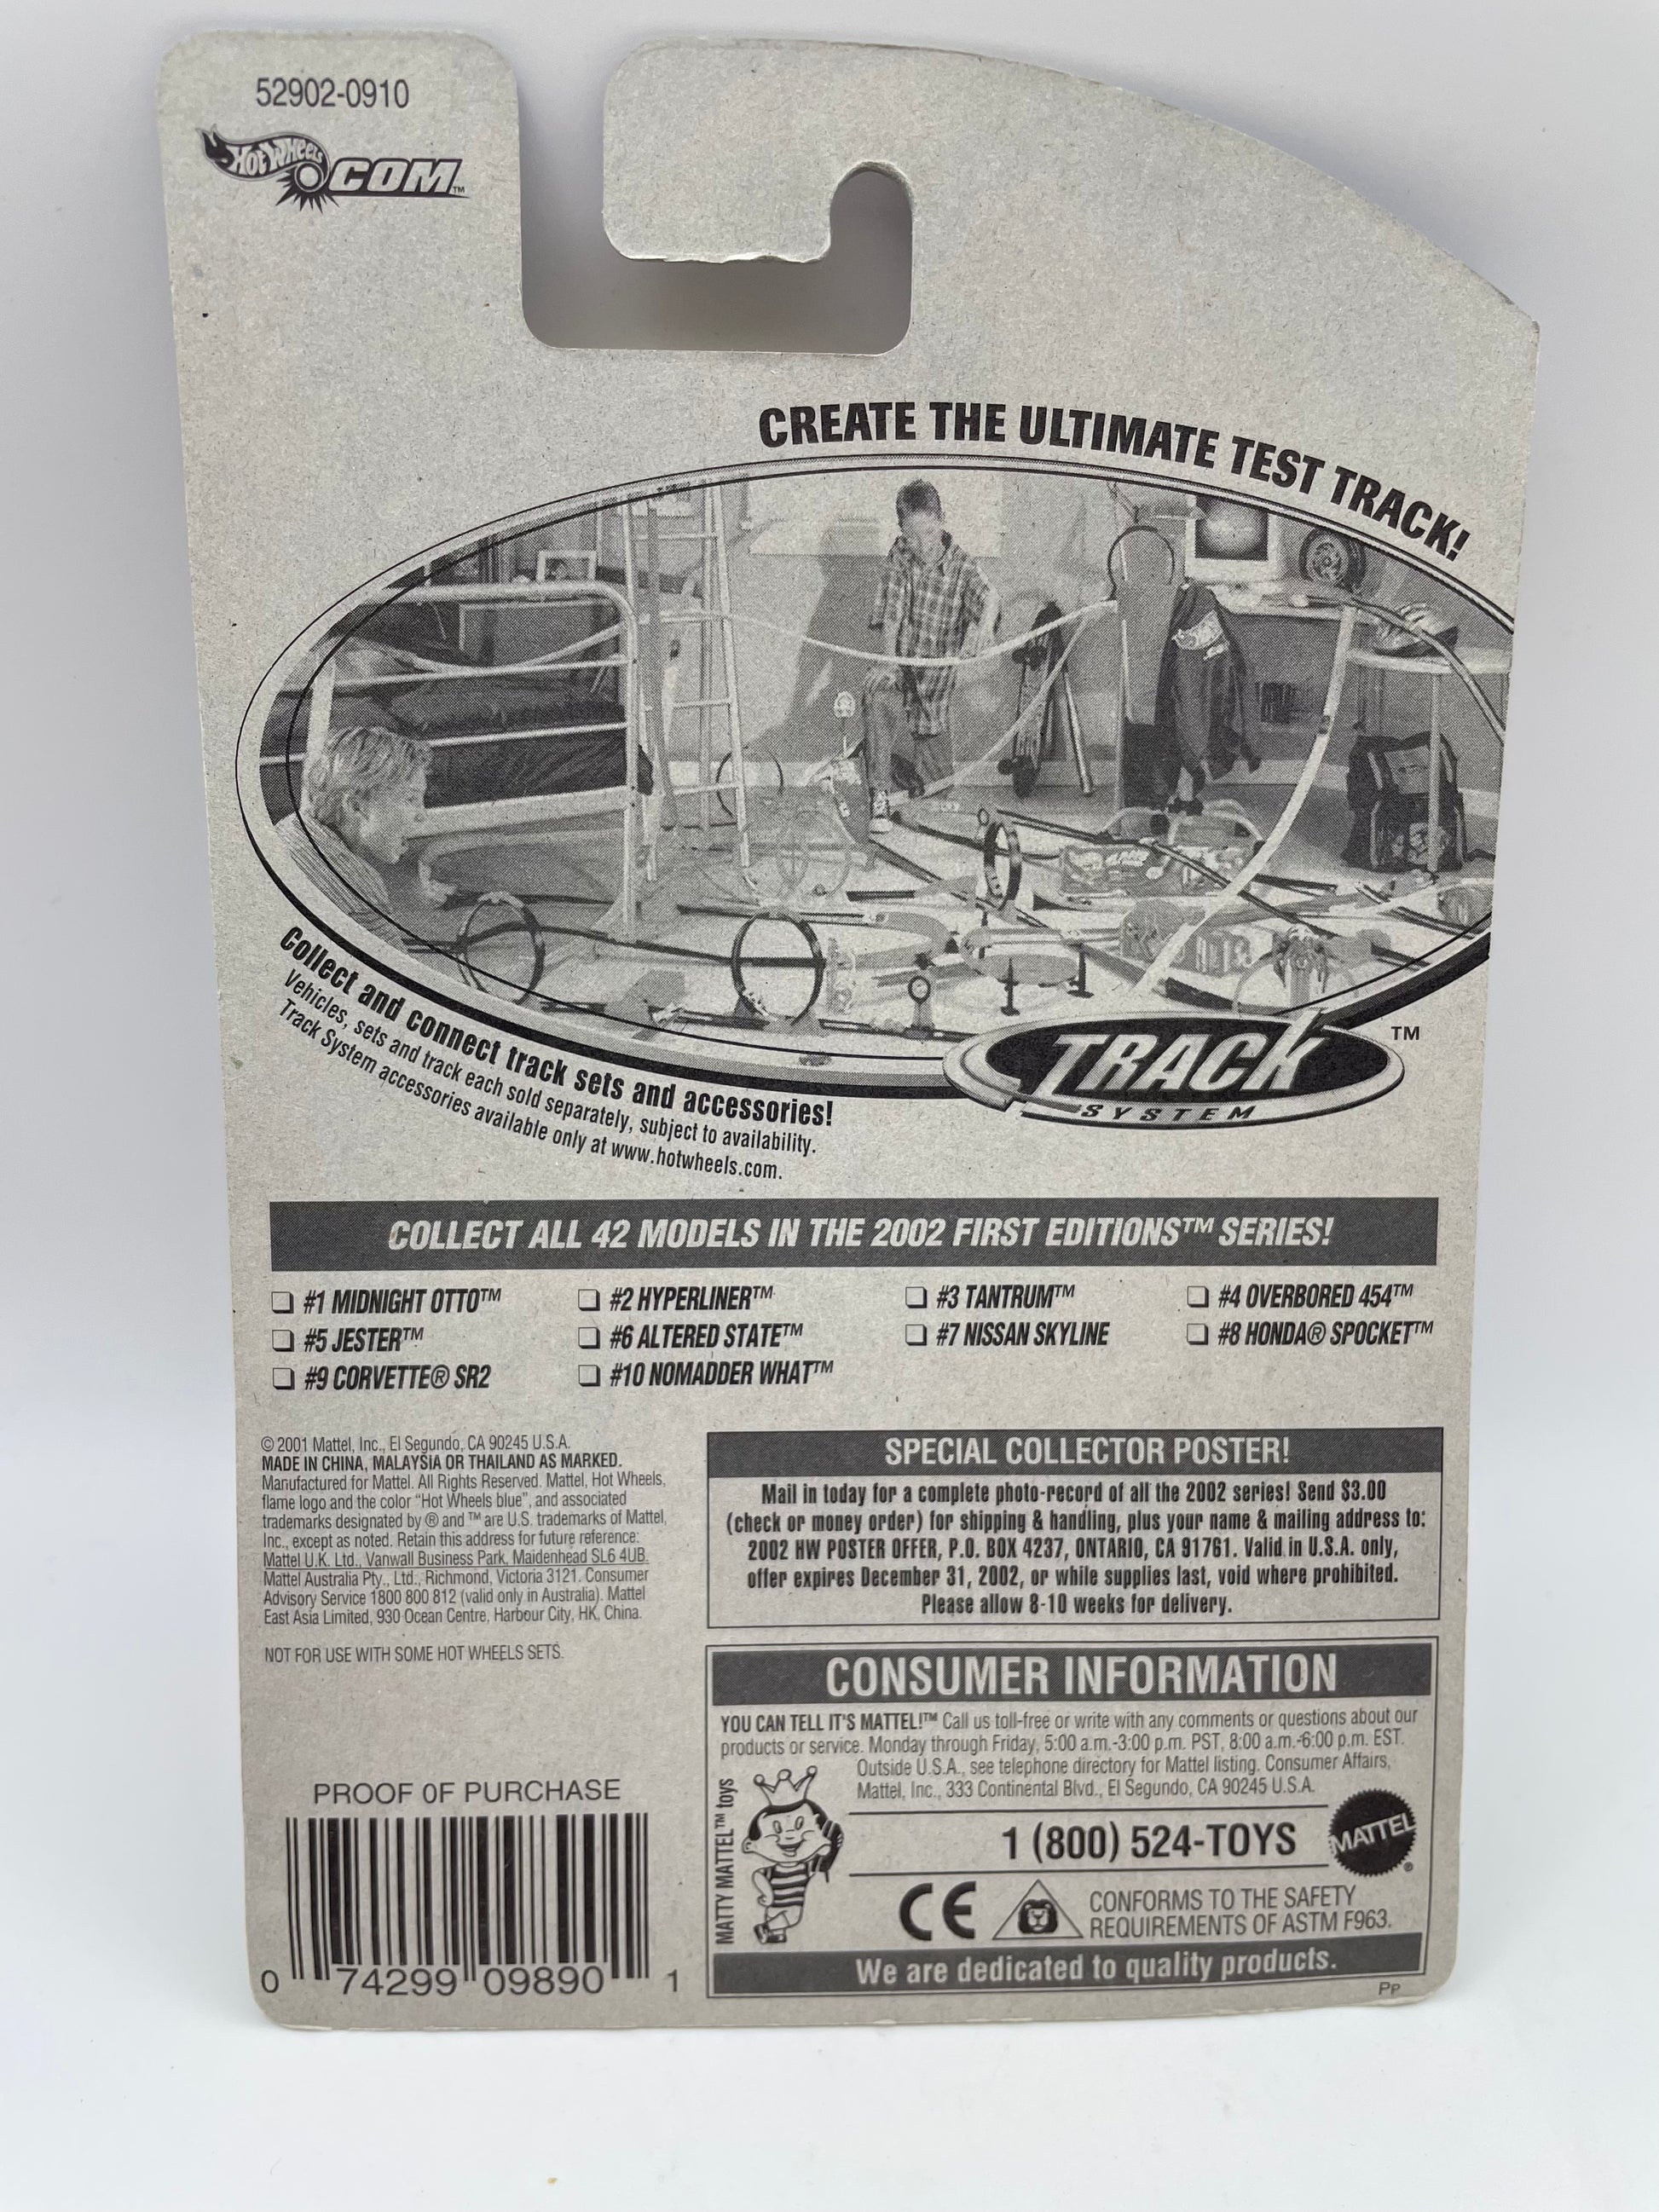 52902-0910
Hot Wheels .COM™
CREATE THE ULTIMATE TEST TRACK!
Collect and connect track sets and accessories!
Vehicles, sets and track each sold separately, subject to availability.
Track System accessories available only at www.hotwheels.com.
TRACK ™
SYSTEM
COLLECT ALL 42 MODELS IN THE 2002 FIRST EDITIONS™ SERIES!
❏ #1 MIDNIGHT OTTO™ ❏ #2 HYPERLINER™ ❏ #3 TANTRUM™ ❏ #4 OVERBORED 454™
❏ #5 JESTER™ ❏ #6 ALTERED STATE™ ❏ #7 NISSAN SKYLINE ❏ #8 HONDA® SPOCKET™
❏ #9 CORVETTE® SR2 ❏ #10 NOMADDER WHAT™
© 2001 Mattel, Inc., El Segundo, CA 90245 U.S.A.
MADE IN CHINA, MALAYSIA OR THAILAND AS MARKED.
Manufactured for Mattel. All Rights Reserved. Mattel, Hot Wheels,
flame logo and the color “Hot Wheels blue”, and associated
trademarks designated by ® and ™ are U.S. trademarks of Mattel,
Inc., except as noted. Retain this address for future reference:
Mattel U.K. Ltd., Vanwall Business Park, Maidenhead SL6 4UB.
Mattel Australia Pty., Ltd., Richmond, Victoria 3121. Consumer
Advisory Service 1800 800 812 (valid only in Australia). Mattel
East Asia Limited, 930 Ocean Centre, Harbour City, HK, China.
NOT FOR USE WITH SOME HOT WHEELS SETS.
SPECIAL COLLECTOR POSTER!
Mail in today for a complete photo-record of all the 2002 series! Send $3.00
(check or money order) for shipping & handling, plus your name & mailing address to:
2002 HW POSTER OFFER, P.O. BOX 4237, ONTARIO, CA 91761. Valid in U.S.A. only,
offer expires December 31, 2002, or while supplies last, void where prohibited.
Please allow 8-10 weeks for delivery.
CONSUMER INFORMATION
YOU CAN TELL IT'S MATTEL!™ Call us toll-free or write with any comments or questions about our
products or service. Monday through Friday, 5:00 a.m.-3:00 p.m. PST, 8:00 a.m.-6:00 p.m. EST.
Outside U.S.A., see telephone directory for Mattel listing. Consumer Affairs,
Mattel, Inc., 333 Continental Blvd., El Segundo, CA 90245 U.S.A.
MATTY MATTEL™ toys
1 (800) 524-TOYS
MATTEL ®
CE
CONFORMS TO THE SAFETY
REQUIREMENTS OF ASTM F963.
We are dedicated to quality products.
Pp
PROOF OF PURCHASE
0 74299 09890 1